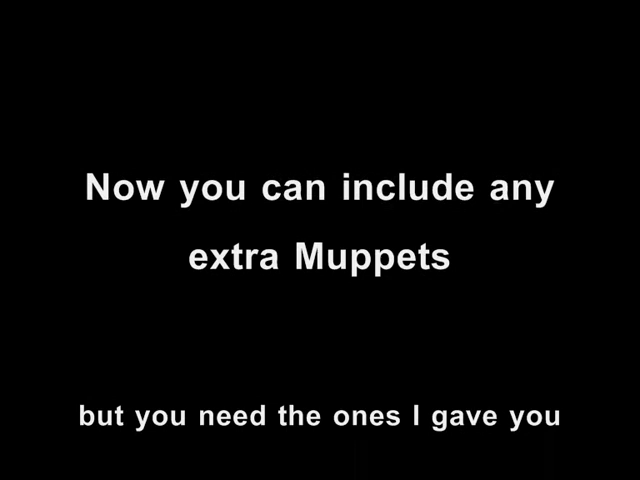 Now you can include any
extra Muppets
but you need the ones I gave you